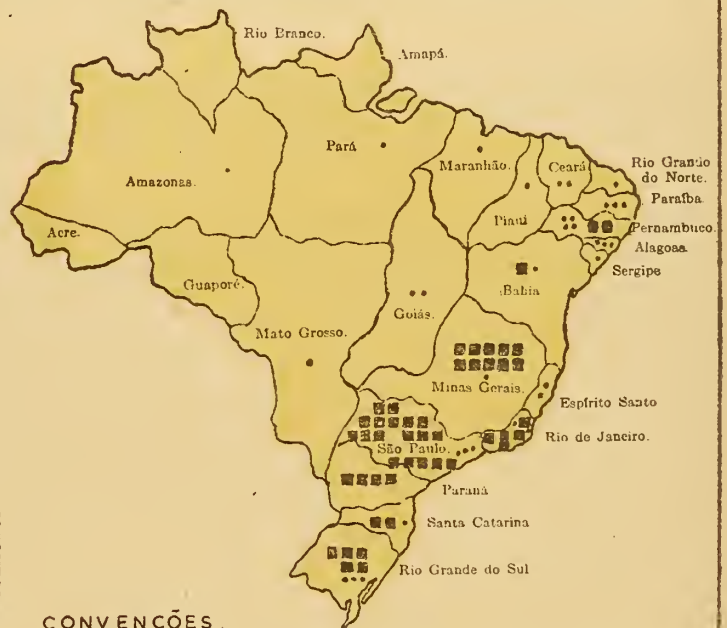 Rio Branco.
Amapá.
Pará
Maranhão.
Ceará
Rio Grando
do Norte.
Amazonas.
Paraíba.
Piauí
Pernambuco.
Acre.
Alagoas.
Sergipe
Guaporé.
Bahia
Goiás.
Mato Grosso.
Minas Gerais.
Espírito Santo
São Paulo.
Rio de Janeiro.
Paraná
Santa Catarina
Rio Grande do Sul
CONVENÇÕES.